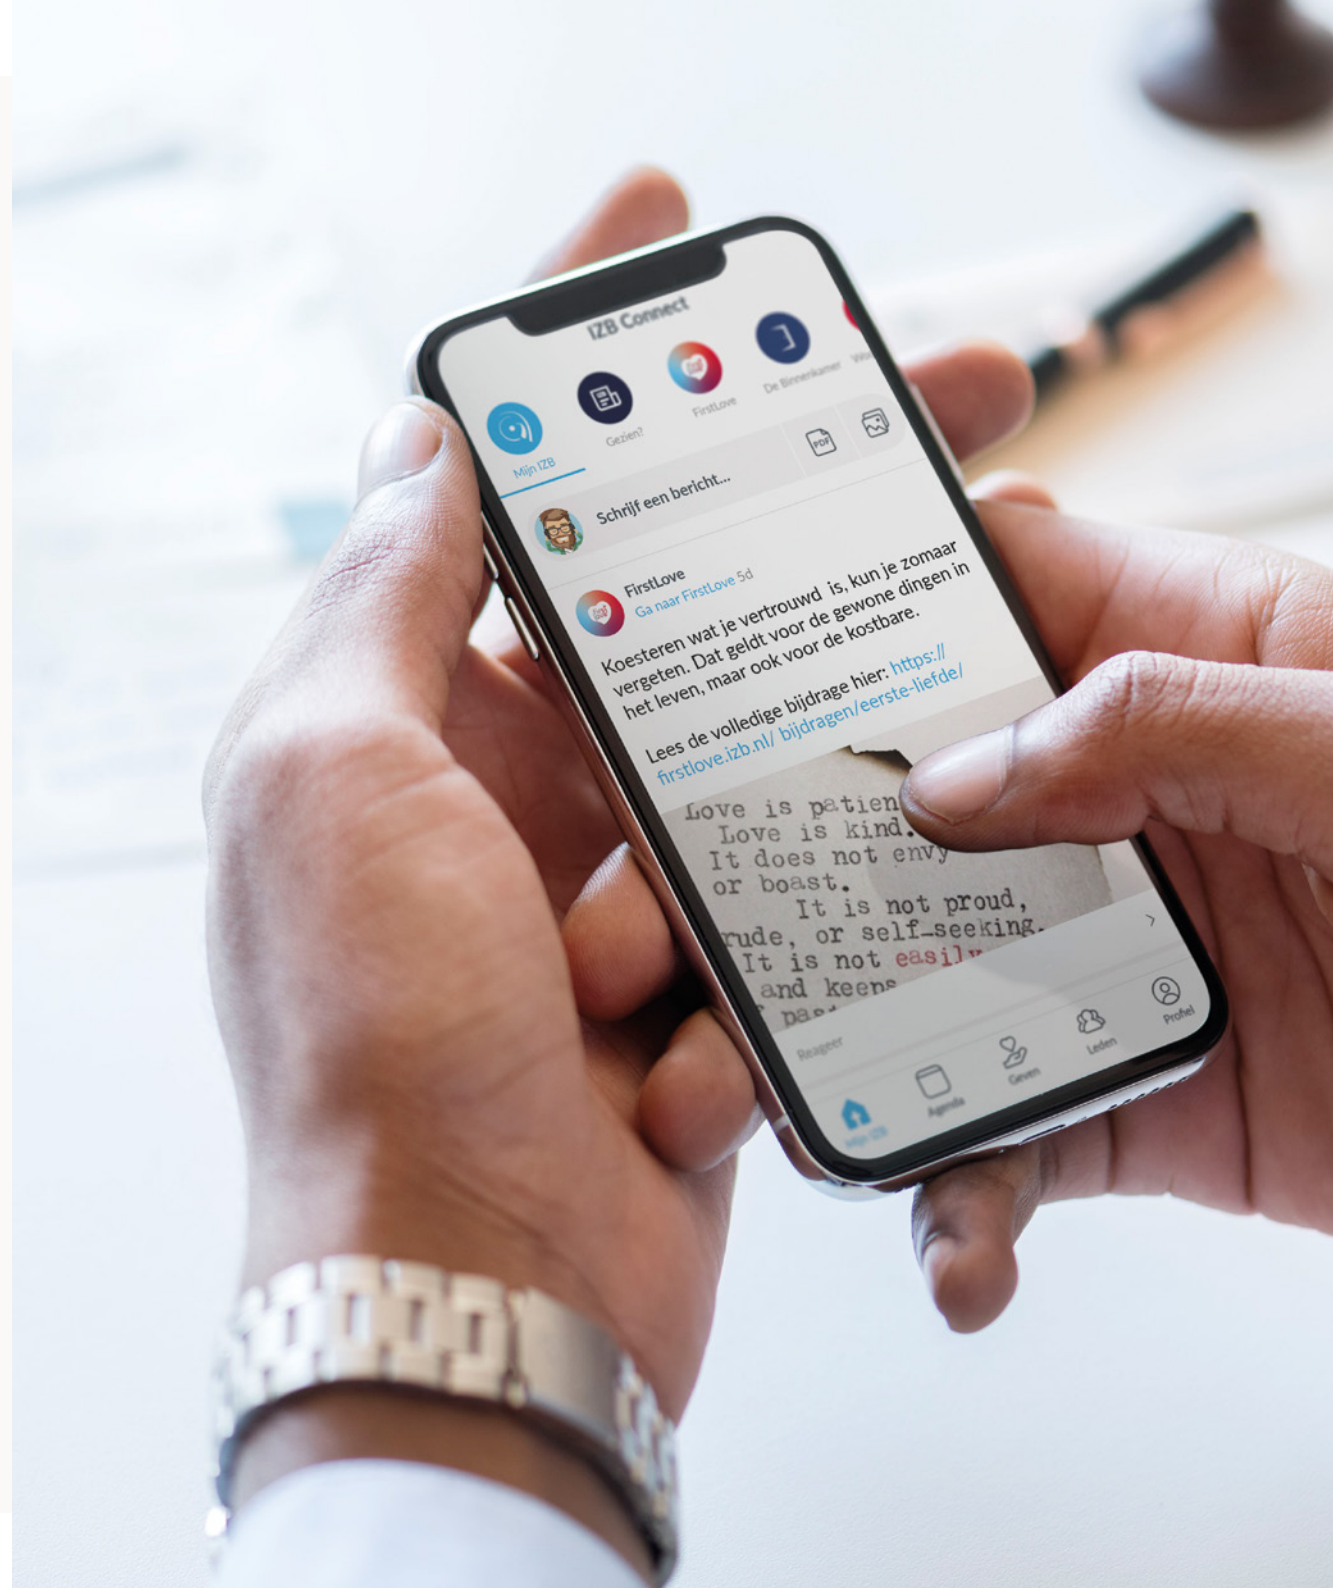 IZB Connect
Mijn IZB
Gezien?
FirstLove
De Binnenkamer
Schrijf een bericht...
PDF
FirstLove
Ga naar FirstLove 5d
Koesteren wat je vertrouwd is, kun je zomaar
vergeten. Dat geldt voor de gewone dingen in
het leven, maar ook voor de kostbare.
Lees de volledige bijdrage hier: https://
firstlove.izb.nl/ bijdragen/eerste-liefde/
Love is patien
Love is kind.
It does not envy
or boast.
It is not proud,
rude, or self-seeking.
It is not easily
and keeps
Reageer
Mijn IZB
Agenda
Geven
Leden
Profiel